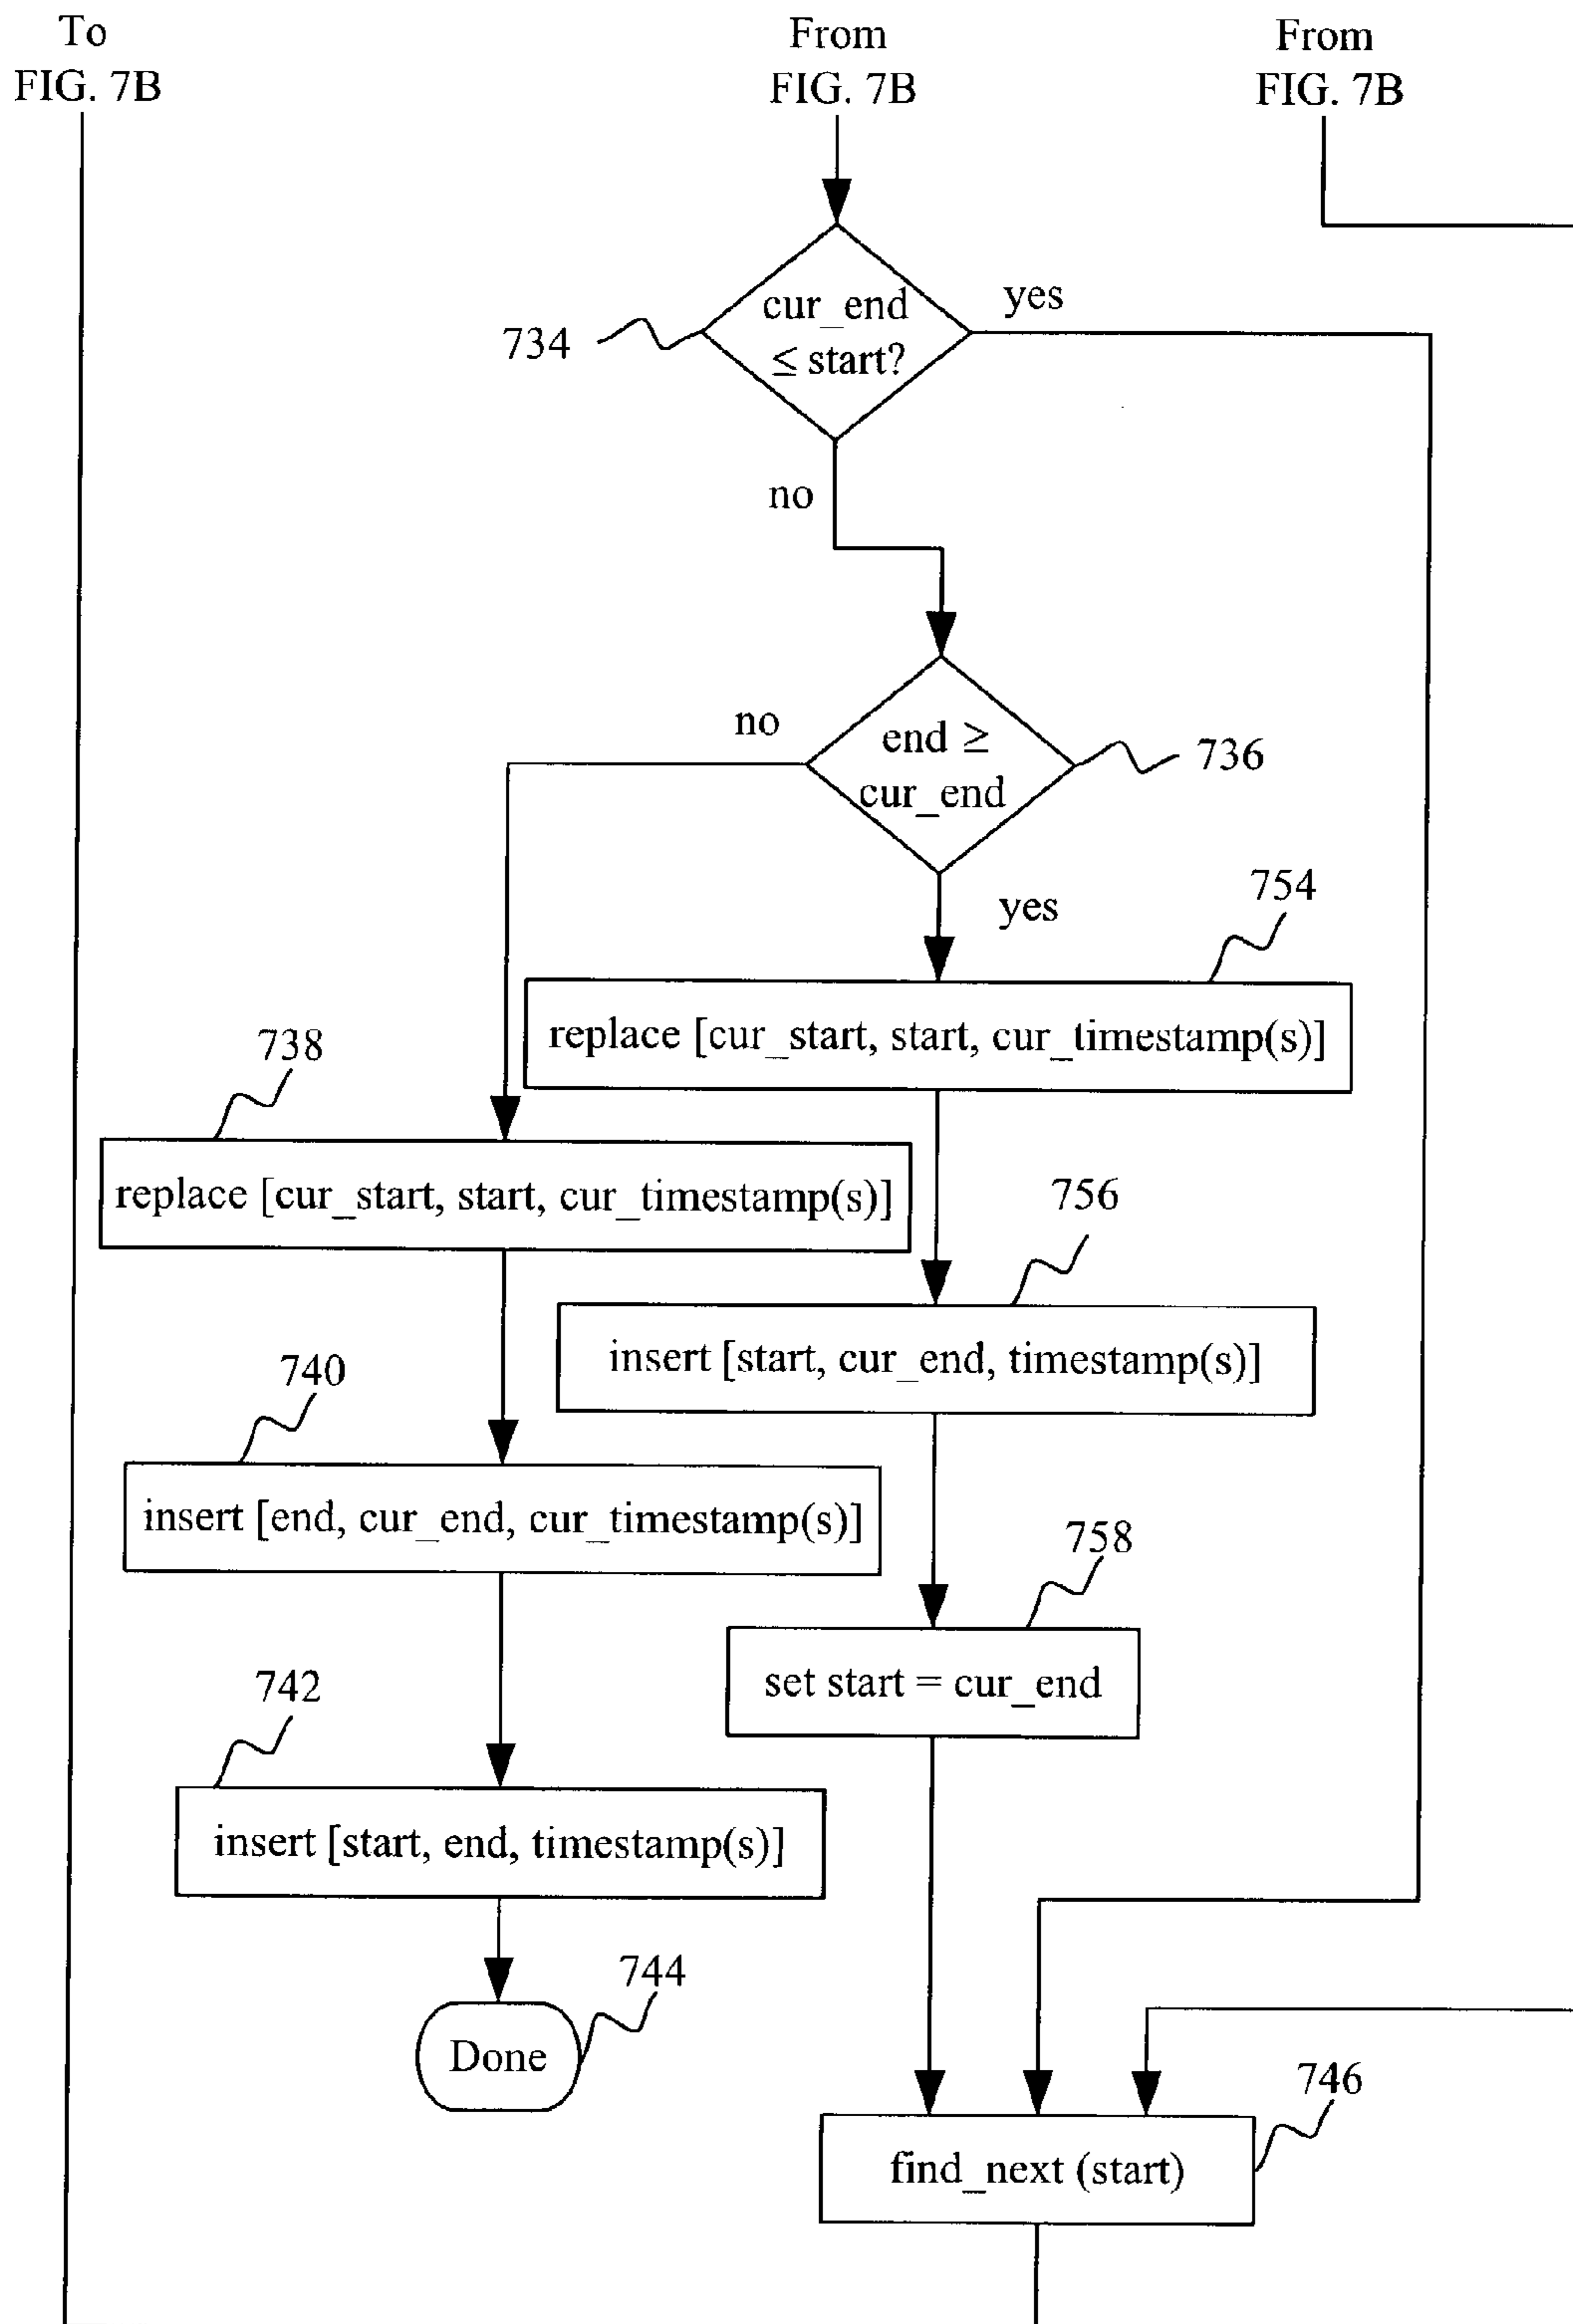 To
FIG. 7B
From
FIG. 7B
From
FIG. 7B
cur_end
≤ start?
yes
734
no
no
end ≥
cur_end
736
yes
754
replace [cur_start, start, cur_timestamp(s)]
738
replace [cur_start, start, cur_timestamp(s)]
756
insert [start, cur_end, timestamp(s)]
740
insert [end, cur_end, cur_timestamp(s)]
758
set start = cur_end
742
insert [start, end, timestamp(s)]
744
Done
746
find_next (start)